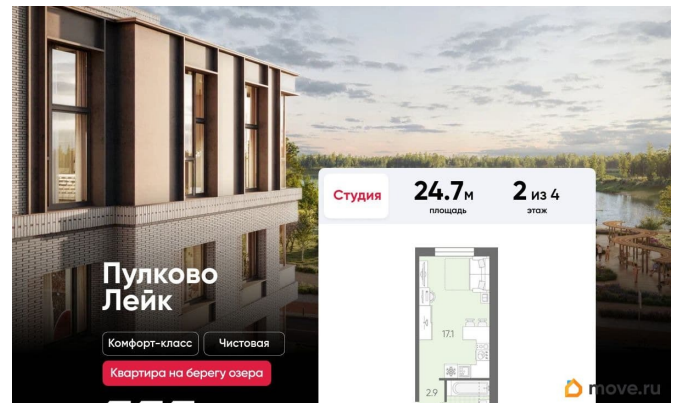 Студия
24.7м
площадь
2 из 4
этаж
Пулково
Лейк
Комфорт-класс
Чистовая
Квартира на берегу озера
17.1
2.9
move.ru